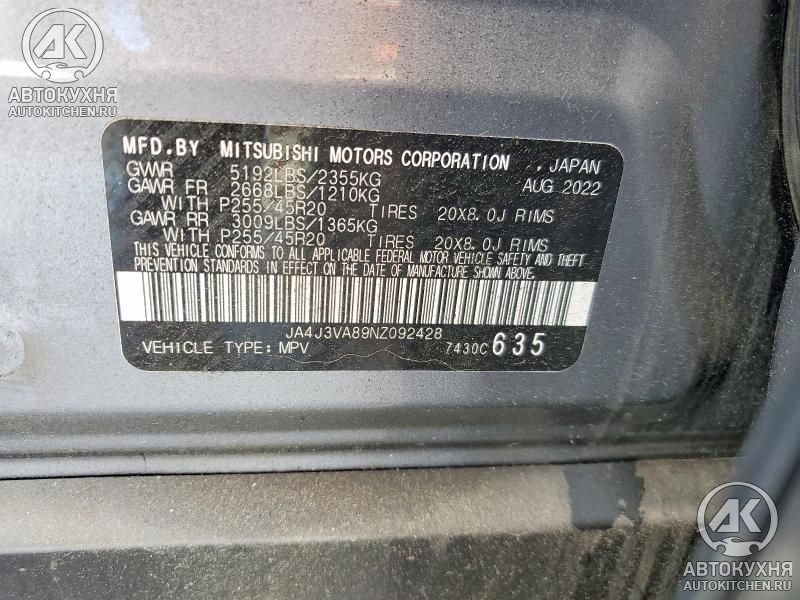 AK
АВТОКУХНЯ
AUTOKITCHEN.RU
MFD.BY MITSUBISHI MOTORS CORPORATION , JAPAN
GVWR 5192LBS/2355KG AUG 2022
GAWR FR 2668LBS/1210KG
WITH P255/45R20 TIRES 20X8.0J RIMS
GAWR RR 3009LBS/1365KG
WITH P255/45R20 TIRES 20X8.0J RIMS
THIS VEHICLE CONFORMS TO ALL APPLICABLE FEDERAL MOTOR VEHICLE SAFETY AND THEFT
PREVENTION STANDARDS IN EFFECT ON THE DATE OF MANUFACTURE SHOWN ABOVE.
JA4J3VA89NZ092428
VEHICLE TYPE:MPV 7430C 635
AK
АВТОКУХНЯ
AUTOKITCHEN.RU